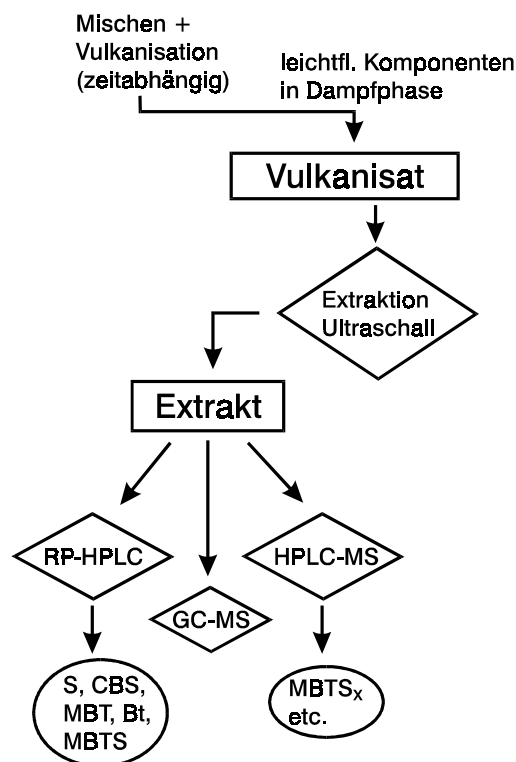 Mischen +
Vulkanisation
(zeitabhängig)
leichtfl. Komponenten
in Dampfphase
Vulkanisat
Extraktion
Ultraschall
Extrakt
RP-HPLC
HPLC-MS
GC-MS
S, CBS,
MBT, Bt,
MBTS
MBTSₓ
etc.